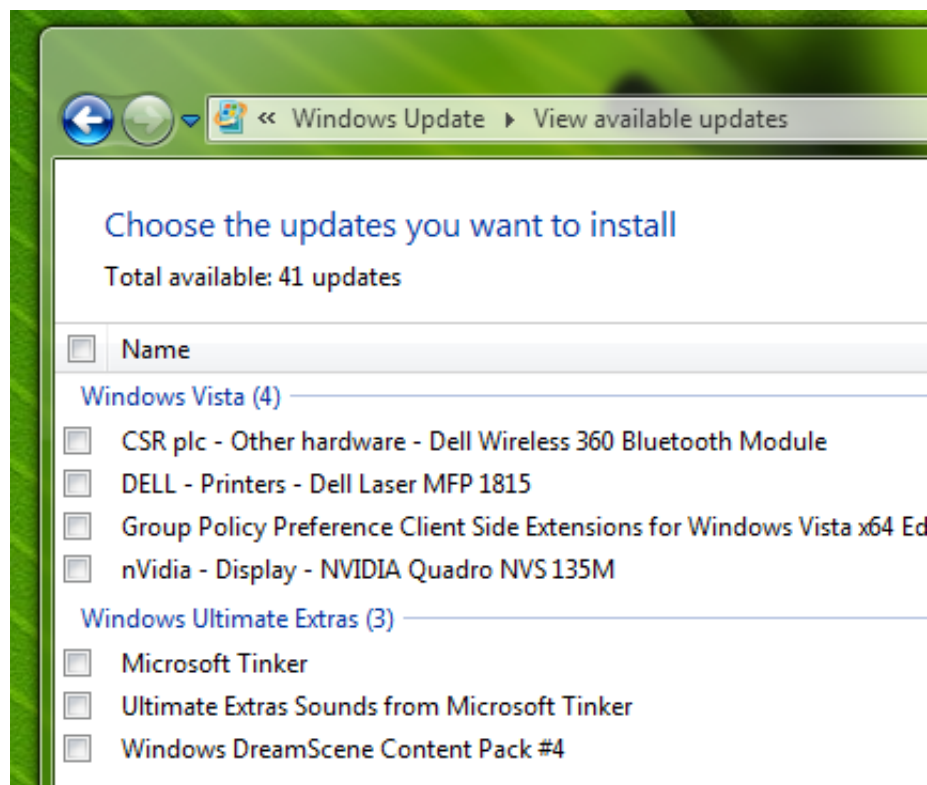 « Windows Update ▸ View available updates
Choose the updates you want to install
Total available: 41 updates
Name
Windows Vista (4)
CSR plc - Other hardware - Dell Wireless 360 Bluetooth Module
DELL - Printers - Dell Laser MFP 1815
Group Policy Preference Client Side Extensions for Windows Vista x64 Ed
nVidia - Display - NVIDIA Quadro NVS 135M
Windows Ultimate Extras (3)
Microsoft Tinker
Ultimate Extras Sounds from Microsoft Tinker
Windows DreamScene Content Pack #4